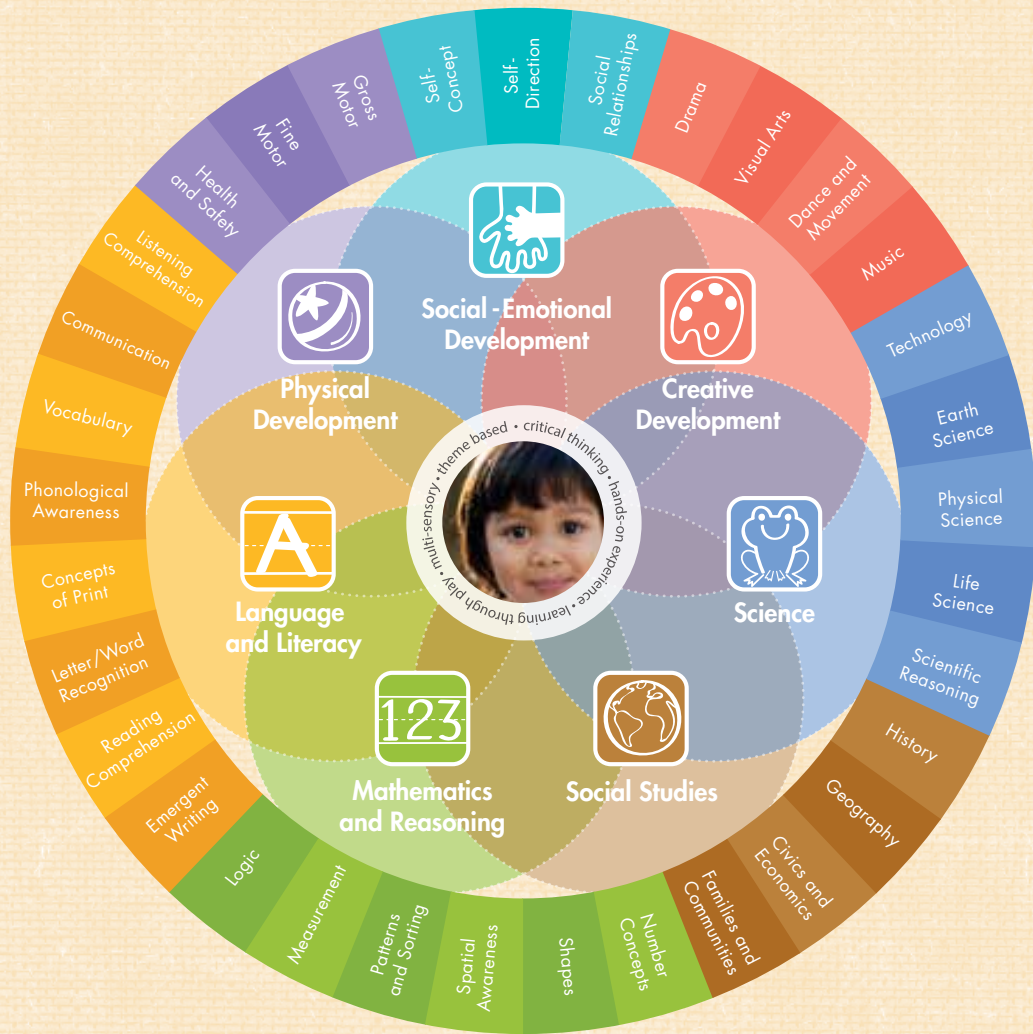 Self-
Concept
Self-
Direction
Social
Relationships
Drama
Visual Arts
Dance and
Movement
Music
Technology
Earth
Science
Physical
Science
Life
Science
Scientific
Reasoning
History
Geography
Civics and
Economics
Families and
Communities
Number
Concepts
Shapes
Spatial
Awareness
Patterns
and Sorting
Measurement
Logic
Emergent
Writing
Reading
Comprehension
Letter/Word
Recognition
Concepts
of Print
Phonological
Awareness
Vocabulary
Communication
Listening
Comprehension
Health
and Safety
Fine
Motor
Gross
Motor
Social-Emotional
Development
Creative
Development
Science
Social Studies
123
Mathematics
and Reasoning
A
Language
and Literacy
Physical
Development
theme based • critical thinking • hands-on experience • learning through play • multi-sensory •